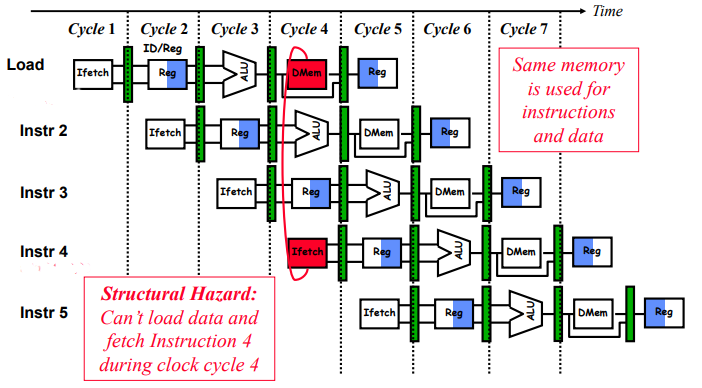 Time
Cycle 1 Cycle 2 Cycle 3 Cycle 4 Cycle 5 Cycle 6 Cycle 7
ID/Reg
Load Ifetch Reg ALU DMem Reg
Same memory
is used for
instructions
and data
Instr 2 Ifetch Reg ALU DMem Reg
Instr 3 Ifetch Reg ALU DMem Reg
Instr 4 Ifetch Reg ALU DMem Reg
Structural Hazard:
Can't load data and
fetch Instruction 4
during clock cycle 4
Instr 5 Ifetch Reg ALU DMem Reg